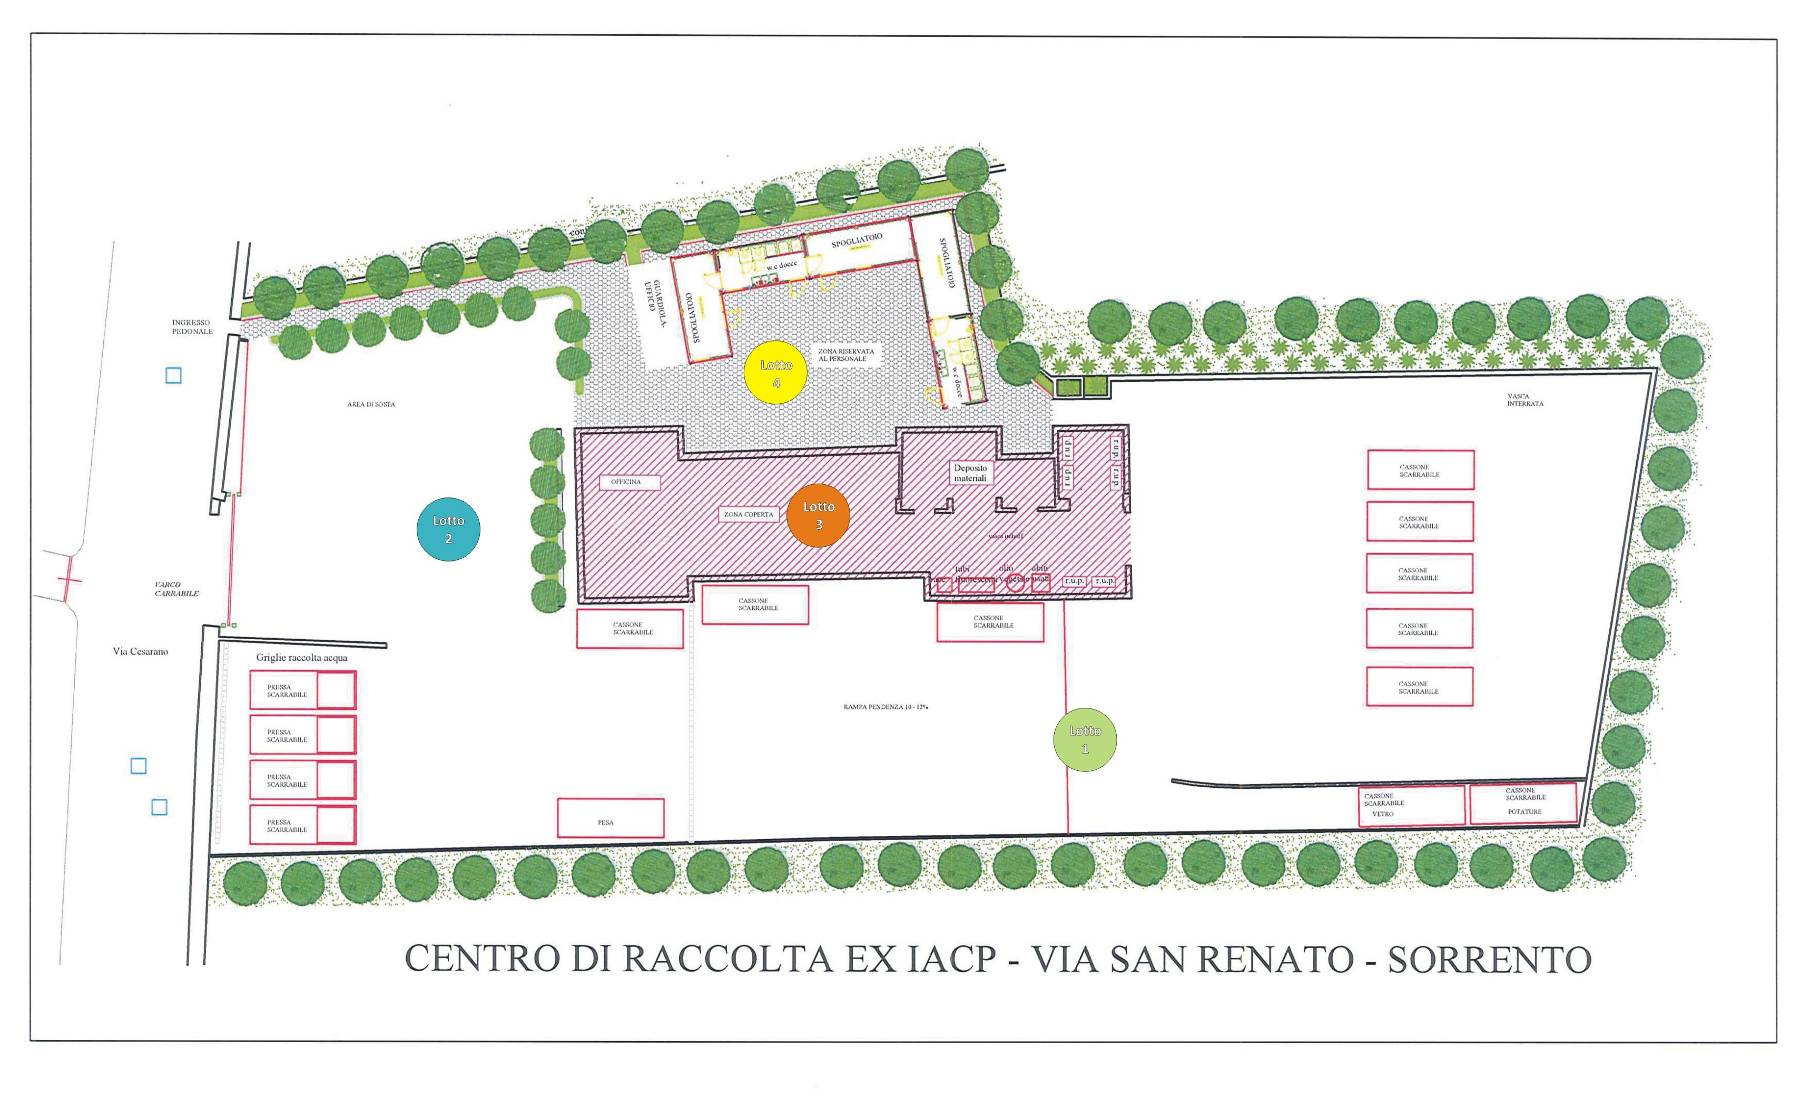 SPOGLIATOIO
w.c docce
SPOGLIATOIO
GUARDIOLA-
UFFICIO
SPOGLIATOIO
INGRESSO
PEDONALE
ZONA RISERVATA
AL PERSONALE
Lotto
4
w.c docce
AREA DI SOSTA
VASCA
INTERRATA
r.u.p.
r.u.p.
r.u.p.
r.u.p.
Deposito
materiali
OFFICINA
ZONA COPERTA
Lotto
3
Lotto
2
CASSONE
SCARRABILE
CASSONE
SCARRABILE
CASSONE
SCARRABILE
CASSONE
SCARRABILE
CASSONE
SCARRABILE
tubi
olio
r.u.p.
r.u.p.
VARCO
CARRABILE
CASSONE
SCARRABILE
CASSONE
SCARRABILE
CASSONE
SCARRABILE
Via Cesarano
Griglie raccolta acqua
PRESSA
SCARRABILE
PRESSA
SCARRABILE
PRESSA
SCARRABILE
PRESSA
SCARRABILE
RAMPA PENDENZA 10 - 12%
Lotto
1
PESA
CASSONE
SCARRABILE
VETRO
CASSONE
SCARRABILE
POTATURE
CENTRO DI RACCOLTA EX IACP - VIA SAN RENATO - SORRENTO